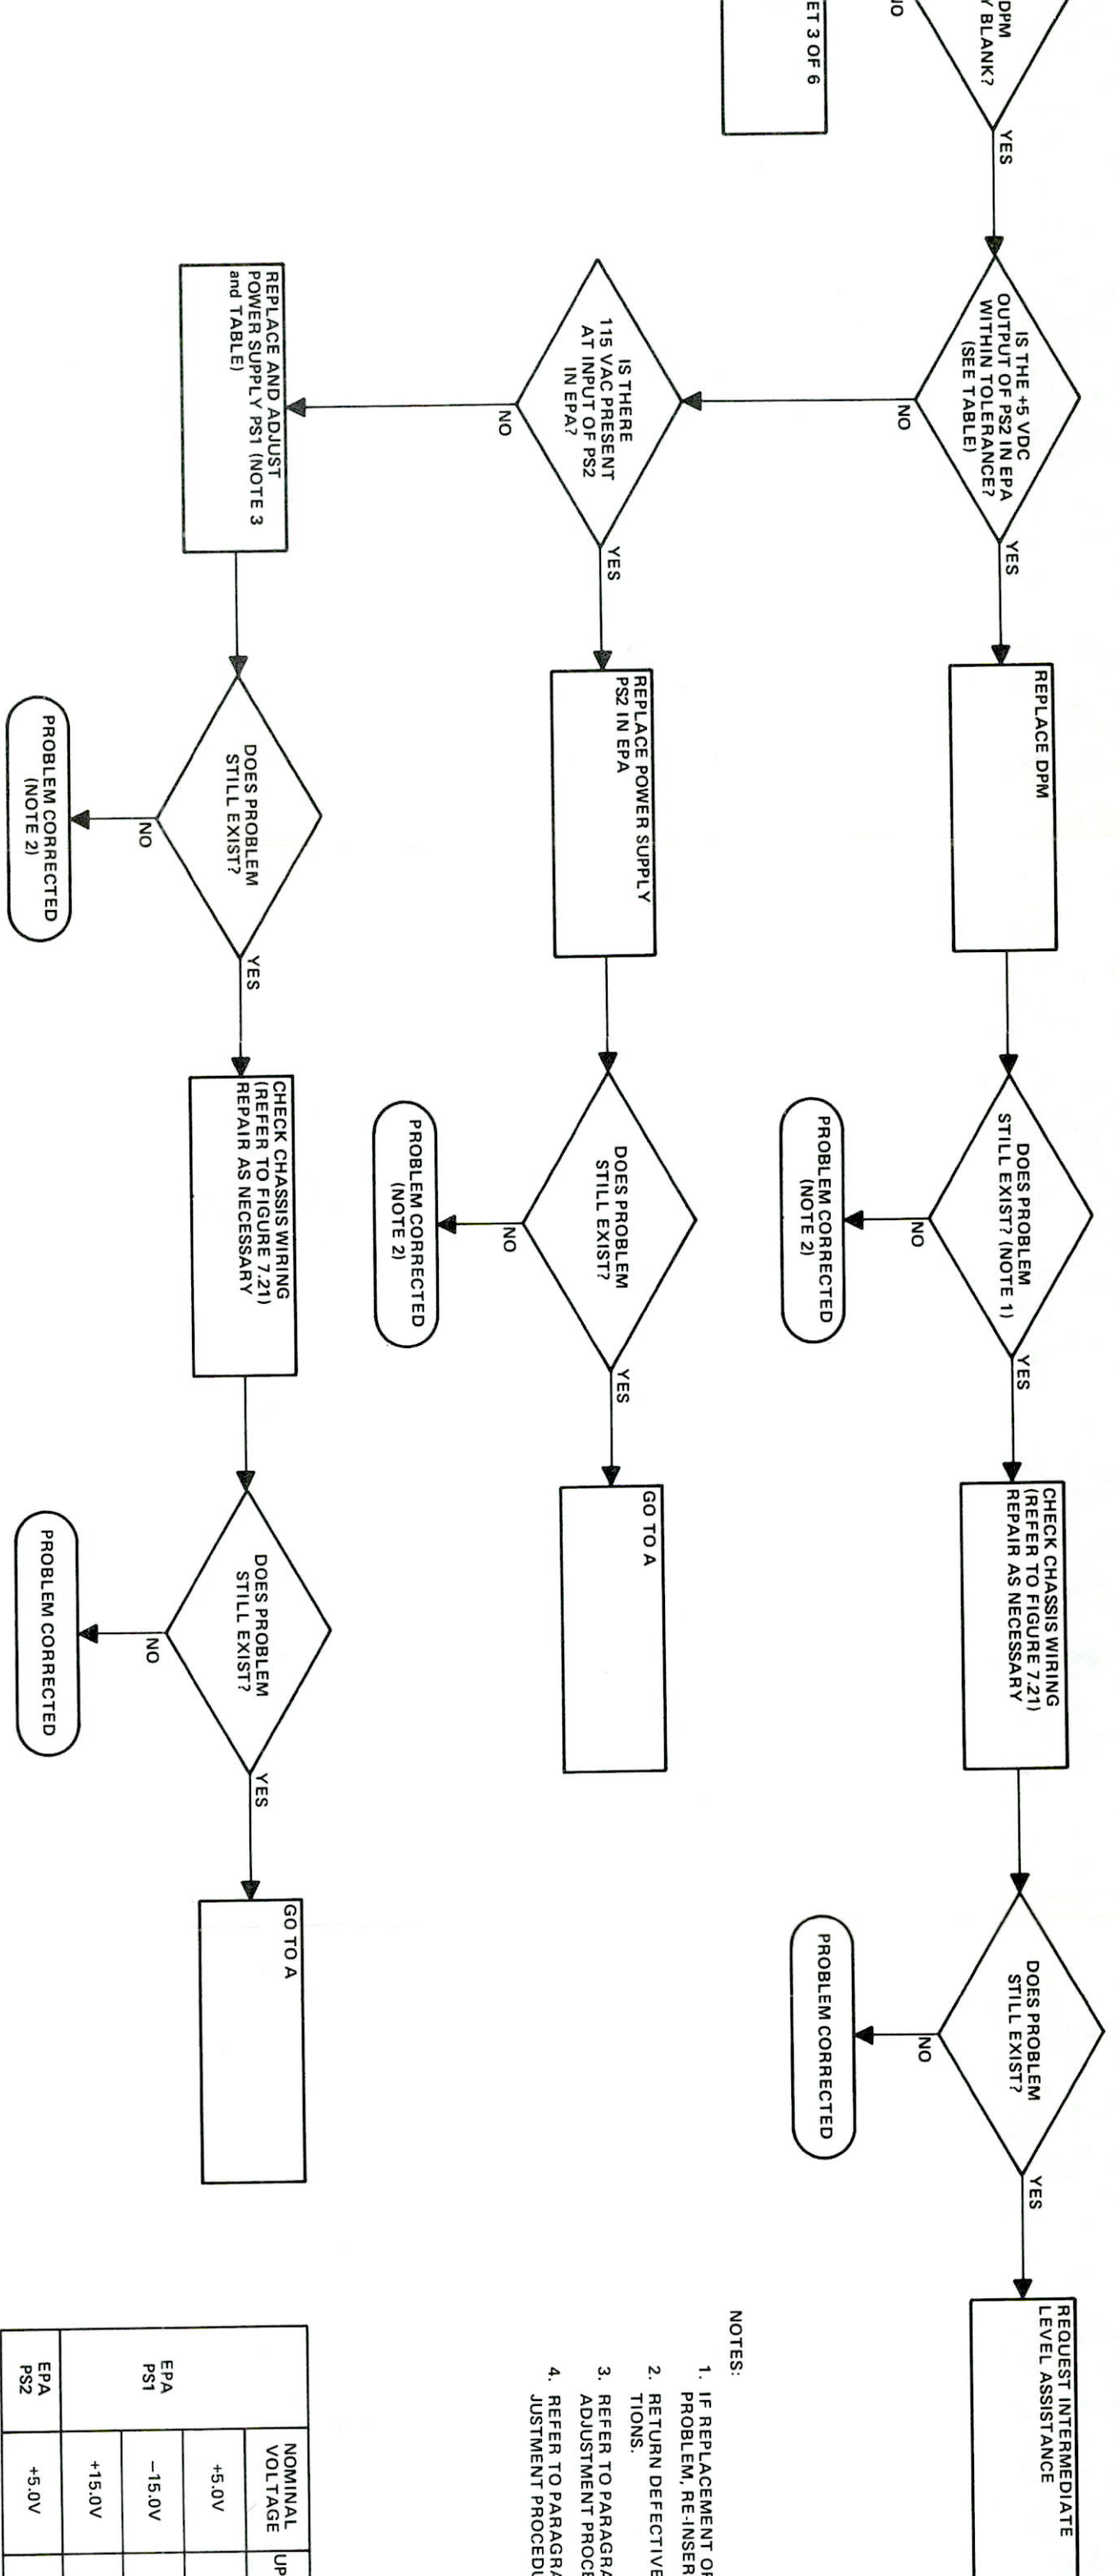 DPM
Y BLANK?
YES
NO
ET 3 OF 6
IS THE +5 VDC
OUTPUT OF PS2 IN EPA
WITHIN TOLERANCE?
(SEE TABLE)
YES
NO
REPLACE DPM
DOES PROBLEM
STILL EXIST? (NOTE 1)
YES
NO
PROBLEM CORRECTED
(NOTE 2)
CHECK CHASSIS WIRING
(REFER TO FIGURE 7.21)
REPAIR AS NECESSARY
DOES PROBLEM
STILL EXIST?
YES
NO
PROBLEM CORRECTED
REQUEST INTERMEDIATE
LEVEL ASSISTANCE
IS THERE
115 VAC PRESENT
AT INPUT OF PS2
IN EPA?
YES
NO
REPLACE POWER SUPPLY
PS2 IN EPA
DOES PROBLEM
STILL EXIST?
YES
NO
PROBLEM CORRECTED
(NOTE 2)
GO TO A
REPLACE AND ADJUST
POWER SUPPLY PS1 (NOTE 3
and TABLE)
DOES PROBLEM
STILL EXIST?
YES
NO
PROBLEM CORRECTED
(NOTE 2)
CHECK CHASSIS WIRING
(REFER TO FIGURE 7.21)
REPAIR AS NECESSARY
DOES PROBLEM
STILL EXIST?
YES
NO
PROBLEM CORRECTED
GO TO A
NOTES:
1. IF REPLACEMENT OF
PROBLEM, RE-INSER
2. RETURN DEFECTIVE
TIONS.
3. REFER TO PARAGRA
ADJUSTMENT PROCE
4. REFER TO PARAGRA
JUSTMENT PROCEDU
NOMINAL
VOLTAGE
UP
EPA
PS1
+5.0V
−15.0V
+15.0V
EPA
PS2
+5.0V